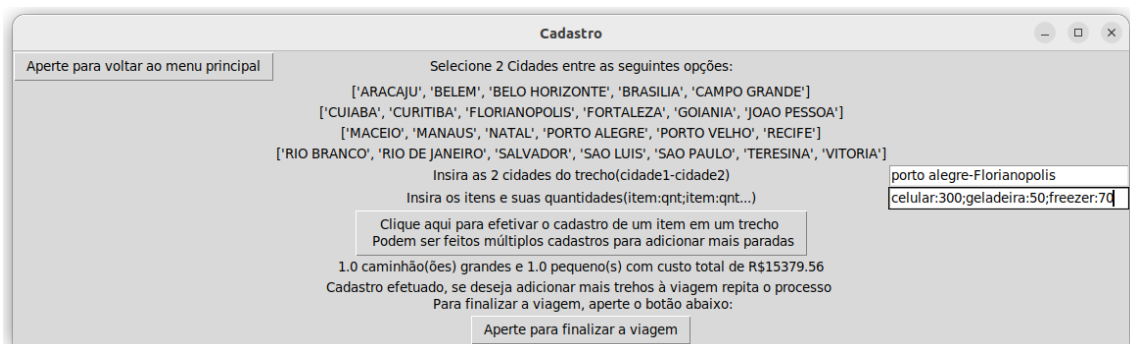 Cadastro
Aperte para voltar ao menu principal
Selecione 2 Cidades entre as seguintes opções:
['ARACAJU', 'BELEM', 'BELO HORIZONTE', 'BRASILIA', 'CAMPO GRANDE']
['CUIABA', 'CURITIBA', 'FLORIANOPOLIS', 'FORTALEZA', 'GOIANIA', 'JOAO PESSOA']
['MACEIO', 'MANAUS', 'NATAL', 'PORTO ALEGRE', 'PORTO VELHO', 'RECIFE']
['RIO BRANCO', 'RIO DE JANEIRO', 'SALVADOR', 'SAO LUIS', 'SAO PAULO', 'TERESINA', 'VITORIA']
Insira as 2 cidades do trecho(cidade1-cidade2)
porto alegre-Florianopolis
Insira os itens e suas quantidades(item:qnt;item:qnt...)
celular:300;geladeira:50;freezer:70
Clique aqui para efetivar o cadastro de um item em um trecho
Podem ser feitos múltiplos cadastros para adicionar mais paradas
1.0 caminhão(ões) grandes e 1.0 pequeno(s) com custo total de R$15379.56
Cadastro efetuado, se deseja adicionar mais trehos à viagem repita o processo
Para finalizar a viagem, aperte o botão abaixo:
Aperte para finalizar a viagem